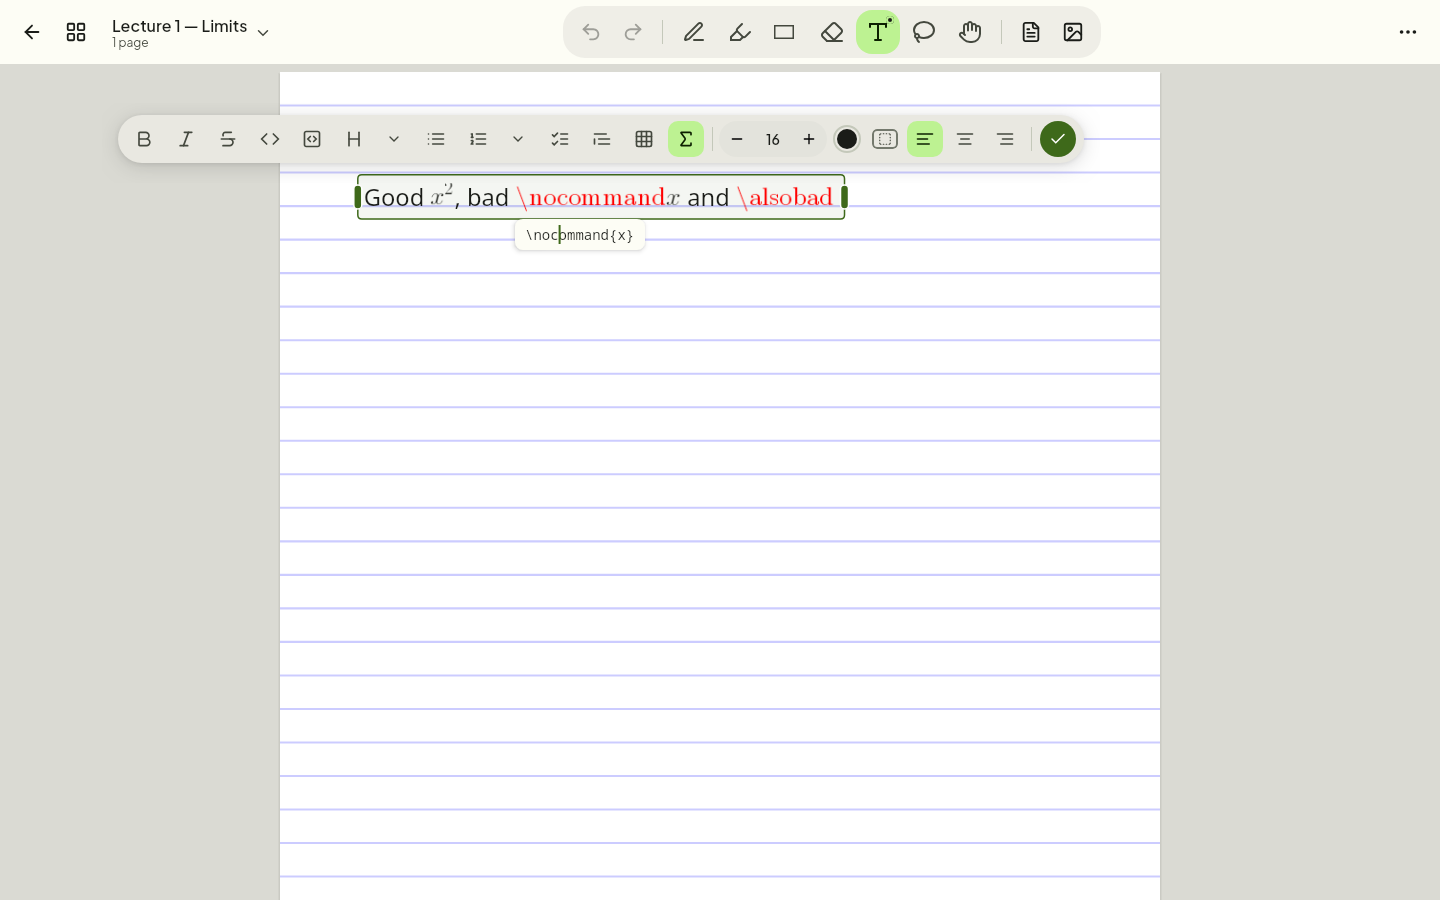 Lecture 1 — Limits
1 page
16
Good x², bad \nocommandx and \alsobad
\nocommand{x}